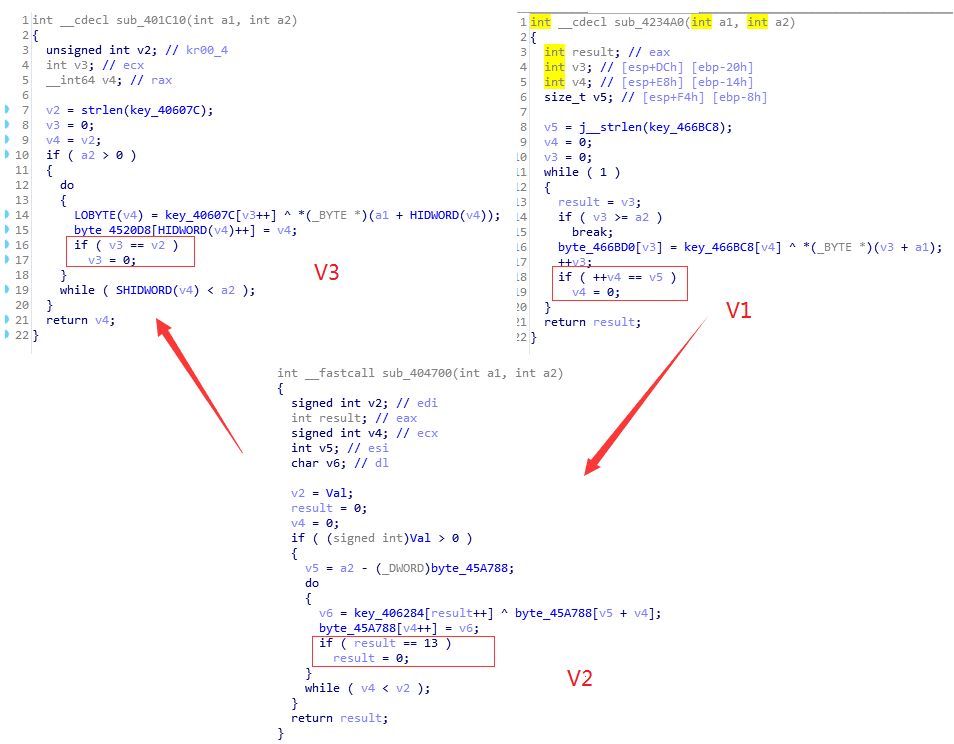 1 int __cdecl sub_401C10(int a1, int a2)
2 {
3 unsigned int v2; // kr00_4
4 int v3; // ecx
5 __int64 v4; // rax
6
7 v2 = strlen(key_40607C);
8 v3 = 0;
9 v4 = v2;
10 if ( a2 > 0 )
11 {
12 do
13 {
14 LOBYTE(v4) = key_40607C[v3++] ^ *(_BYTE *)(a1 + HIDWORD(v4));
15 byte_4520D8[HIDWORD(v4)++] = v4;
16 if ( v3 == v2 )
17 v3 = 0;
18 }
19 while ( SHIDWORD(v4) < a2 );
20 }
21 return v4;
22 }
V3
1 int __cdecl sub_4234A0(int a1, int a2)
2 {
3 int result; // eax
4 int v3; // [esp+DCh] [ebp-20h]
5 int v4; // [esp+E8h] [ebp-14h]
6 size_t v5; // [esp+F4h] [ebp-8h]
7
8 v5 = j__strlen(key_466BC8);
9 v4 = 0;
10 v3 = 0;
11 while ( 1 )
12 {
13 result = v3;
14 if ( v3 >= a2 )
15 break;
16 byte_466BD0[v3] = key_466BC8[v4] ^ *(_BYTE *)(v3 + a1);
17 ++v3;
18 if ( ++v4 == v5 )
19 v4 = 0;
20 }
21 return result;
22 }
V1
int __fastcall sub_404700(int a1, int a2)
{
signed int v2; // edi
int result; // eax
signed int v4; // ecx
int v5; // esi
char v6; // dl
v2 = Val;
result = 0;
v4 = 0;
if ( (signed int)Val > 0 )
{
v5 = a2 - (_DWORD)byte_45A788;
do
{
v6 = key_406284[result++] ^ byte_45A788[v5 + v4];
byte_45A788[v4++] = v6;
if ( result == 13 )
result = 0;
}
while ( v4 < v2 );
}
return result;
}
V2